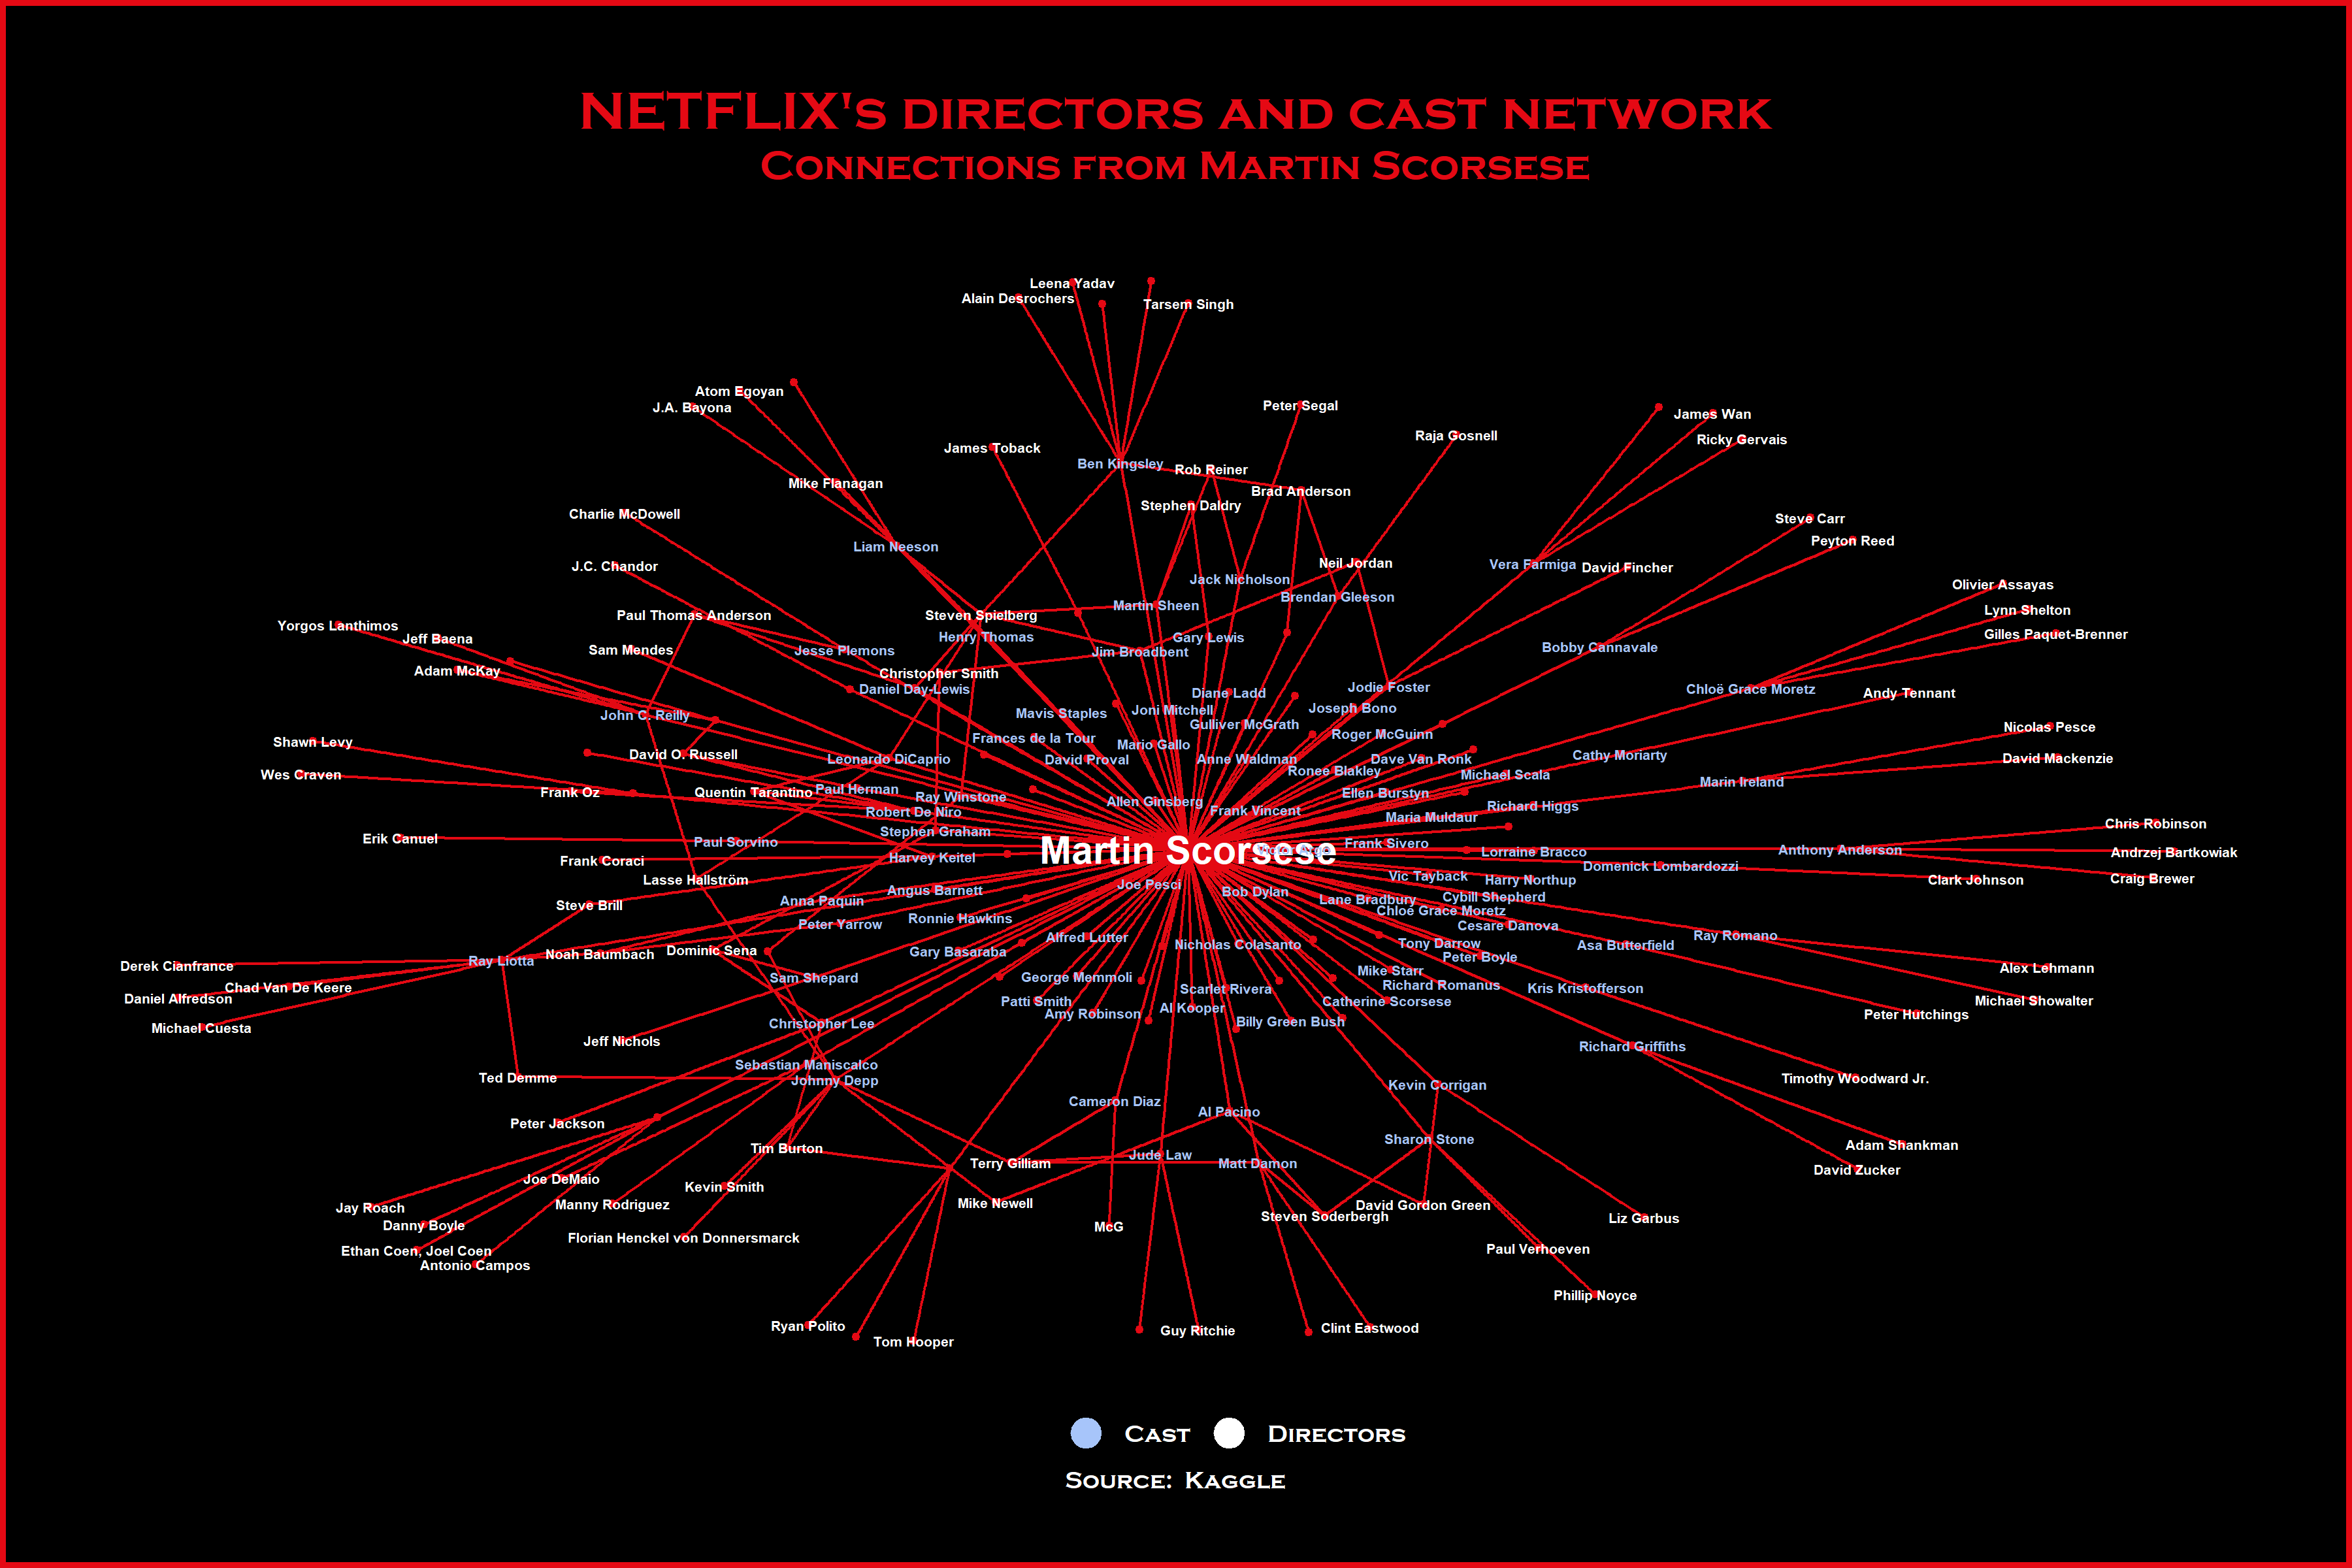 NETFLIX's directors and cast network
Connections from Martin Scorsese
Leena Yadav
Alain Desrochers
Tarsem Singh
Atom Egoyan
J.A. Bayona
Peter Segal
James Wan
Raja Gosnell
Ricky Gervais
James Toback
Ben Kingsley
Rob Reiner
Mike Flanagan
Brad Anderson
Stephen Daldry
Charlie McDowell
Steve Carr
Peyton Reed
Liam Neeson
Neil Jordan
Vera Farmiga
David Fincher
J.C. Chandor
Jack Nicholson
Olivier Assayas
Brendan Gleeson
Martin Sheen
Lynn Shelton
Paul Thomas Anderson
Steven Spielberg
Yorgos Lanthimos
Gilles Paquet-Brenner
Jeff Baena
Henry Thomas
Gary Lewis
Sam Mendes
Jesse Plemons
Jim Broadbent
Bobby Cannavale
Adam McKay
Christopher Smith
Daniel Day-Lewis
Diane Ladd
Jodie Foster
Chloë Grace Moretz
Andy Tennant
John C. Reilly
Mavis Staples
Joni Mitchell
Joseph Bono
Gulliver McGrath
Nicolas Pesce
Shawn Levy
Frances de la Tour
Roger McGuinn
Mario Gallo
David O. Russell
Leonardo DiCaprio
David Proval
Anne Waldman
Dave Van Ronk
Cathy Moriarty
David Mackenzie
Wes Craven
Ronee Blakley
Michael Scala
Marin Ireland
Frank Oz
Quentin Tarantino
Paul Herman
Ray Winstone
Ellen Burstyn
Allen Ginsberg
Richard Higgs
Robert De Niro
Frank Vincent
Maria Muldaur
Chris Robinson
Stephen Graham
Erik Canuel
Paul Sorvino
Frank Sivero
Martin Scorsese
Harvey Keitel
Lorraine Bracco
Anthony Anderson
Andrzej Bartkowiak
Frank Coraci
Domenick Lombardozzi
Lasse Hallström
Vic Tayback
Harry Northup
Clark Johnson
Craig Brewer
Joe Pesci
Angus Barnett
Bob Dylan
Anna Paquin
Lane Bradbury
Cybill Shepherd
Steve Brill
Chloe Grace Moretz
Peter Yarrow
Ronnie Hawkins
Cesare Danova
Alfred Lutter
Nicholas Colasanto
Tony Darrow
Asa Butterfield
Ray Romano
Noah Baumbach
Dominic Sena
Gary Basaraba
Peter Boyle
Ray Liotta
Derek Cianfrance
Mike Starr
Alex Lehmann
Sam Shepard
George Memmoli
Chad Van De Keere
Scarlet Rivera
Richard Romanus
Kris Kristofferson
Daniel Alfredson
Patti Smith
Catherine Scorsese
Michael Showalter
Al Kooper
Amy Robinson
Peter Hutchings
Michael Cuesta
Christopher Lee
Billy Green Bush
Jeff Nichols
Richard Griffiths
Sebastian Maniscalco
Ted Demme
Johnny Depp
Kevin Corrigan
Timothy Woodward Jr.
Cameron Diaz
Al Pacino
Peter Jackson
Sharon Stone
Adam Shankman
Tim Burton
Jude Law
Terry Gilliam
Matt Damon
David Zucker
Joe DeMaio
Kevin Smith
Manny Rodriguez
Mike Newell
David Gordon Green
Jay Roach
Steven Soderbergh
Liz Garbus
Danny Boyle
McG
Florian Henckel von Donnersmarck
Ethan Coen, Joel Coen
Paul Verhoeven
Antonio Campos
Phillip Noyce
Ryan Polito
Guy Ritchie
Clint Eastwood
Tom Hooper
Cast Directors
Source: Kaggle